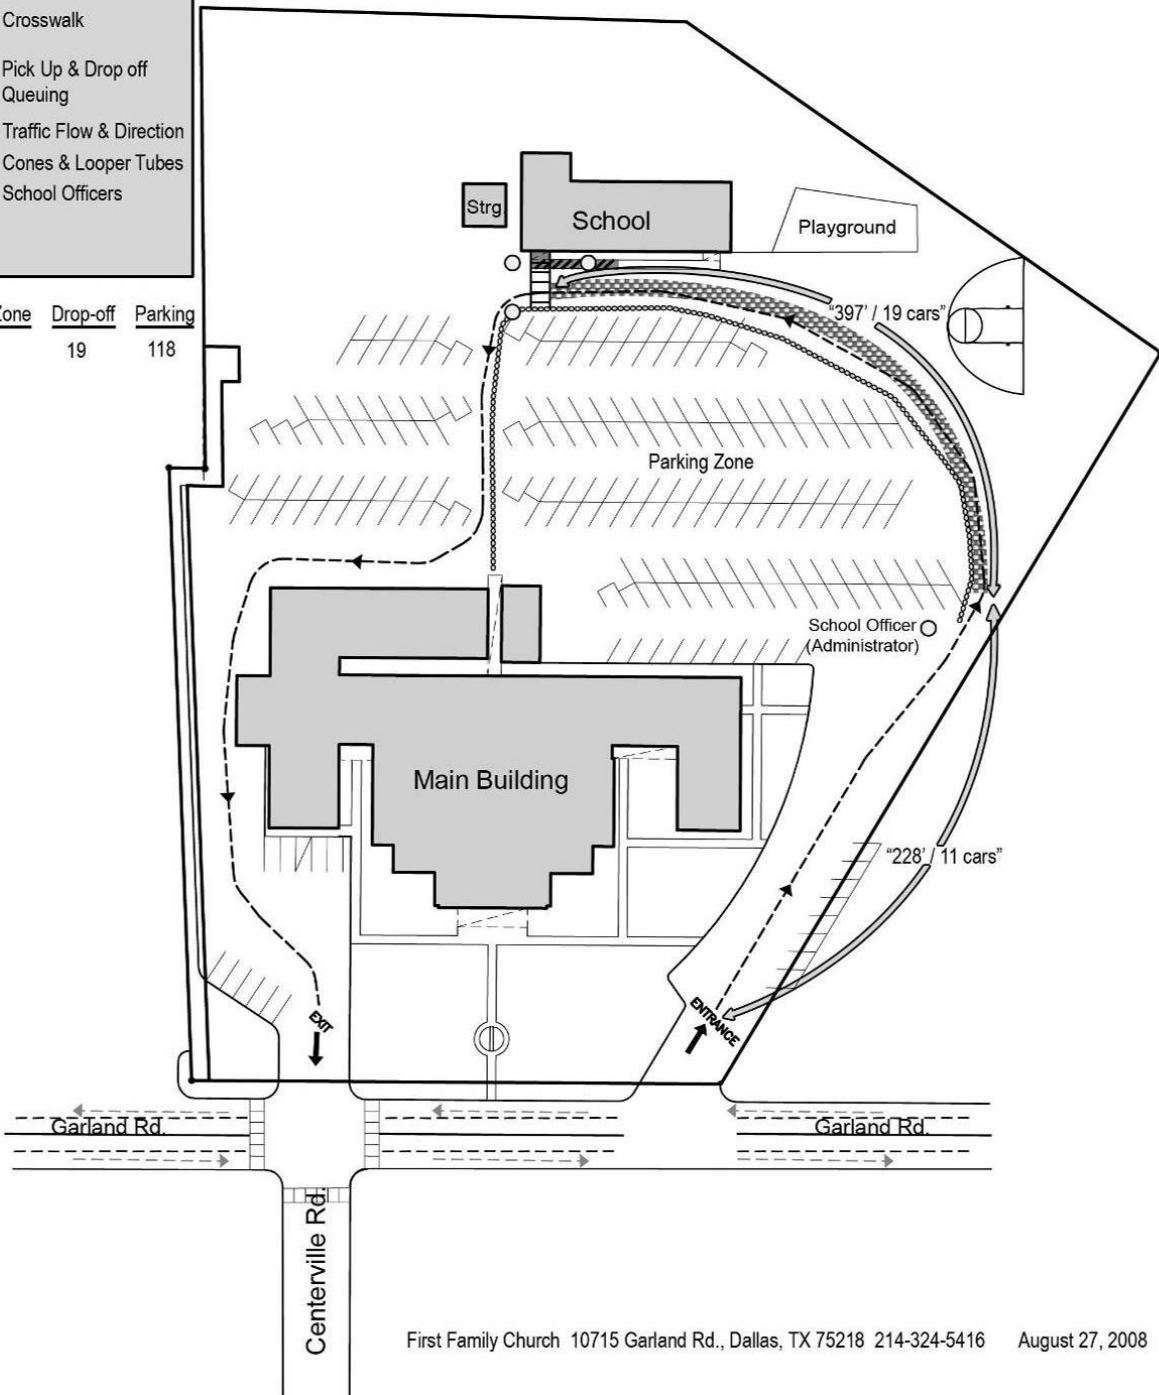 Crosswalk
Pick Up & Drop off
Queuing
Traffic Flow & Direction
Cones & Looper Tubes
School Officers
Drop-off Parking
19 118
Strg.
School
Playground
"397' / 19 cars"
Parking Zone
School Officer
(Administrator)
Main Building
"228' / 11 cars"
EXIT
ENTRANCE
Garland Rd.
Garland Rd.
Centerville Rd.
First Family Church 10715 Garland Rd., Dallas, TX 75218 214-324-5416 August 27, 2008